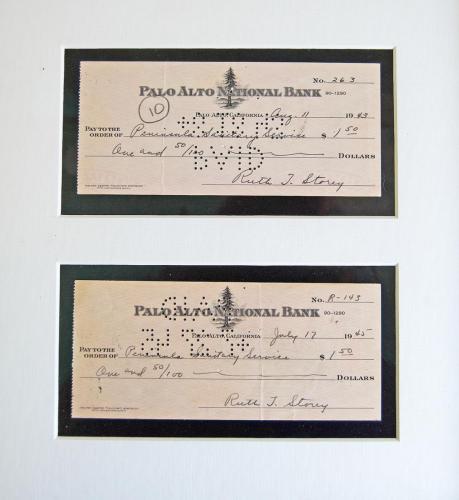 No. 263
PALO ALTO NATIONAL BANK 90-1290
10
PALO ALTO, CALIFORNIA Aug. 11 1943
PAY TO THE ORDER OF Peninsula Sanitary Service $ 1 50
One and 50/100 DOLLARS
Ruth T. Storey
No. R-143
PALO ALTO NATIONAL BANK 90-1290
PALO ALTO, CALIFORNIA July 17 1945
PAY TO THE ORDER OF Peninsula Sanitary Service $ 1 50
One and 50/100 DOLLARS
Ruth T. Storey